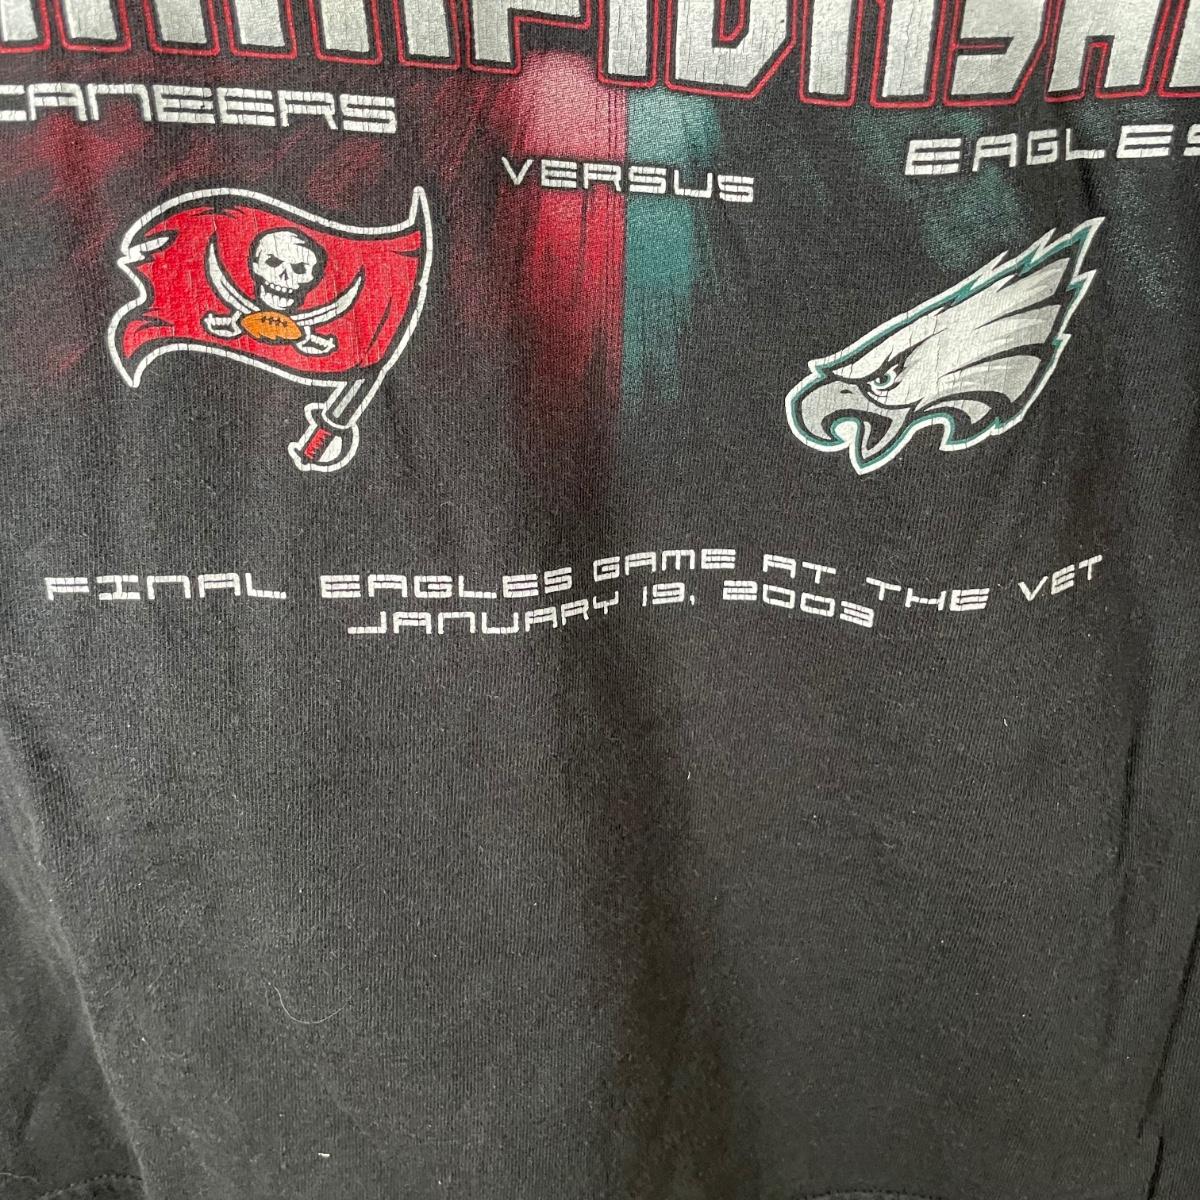 CANEERS
VERSUS
EAGLES
FINAL EAGLES GAME AT THE VET
JANUARY 19, 2003